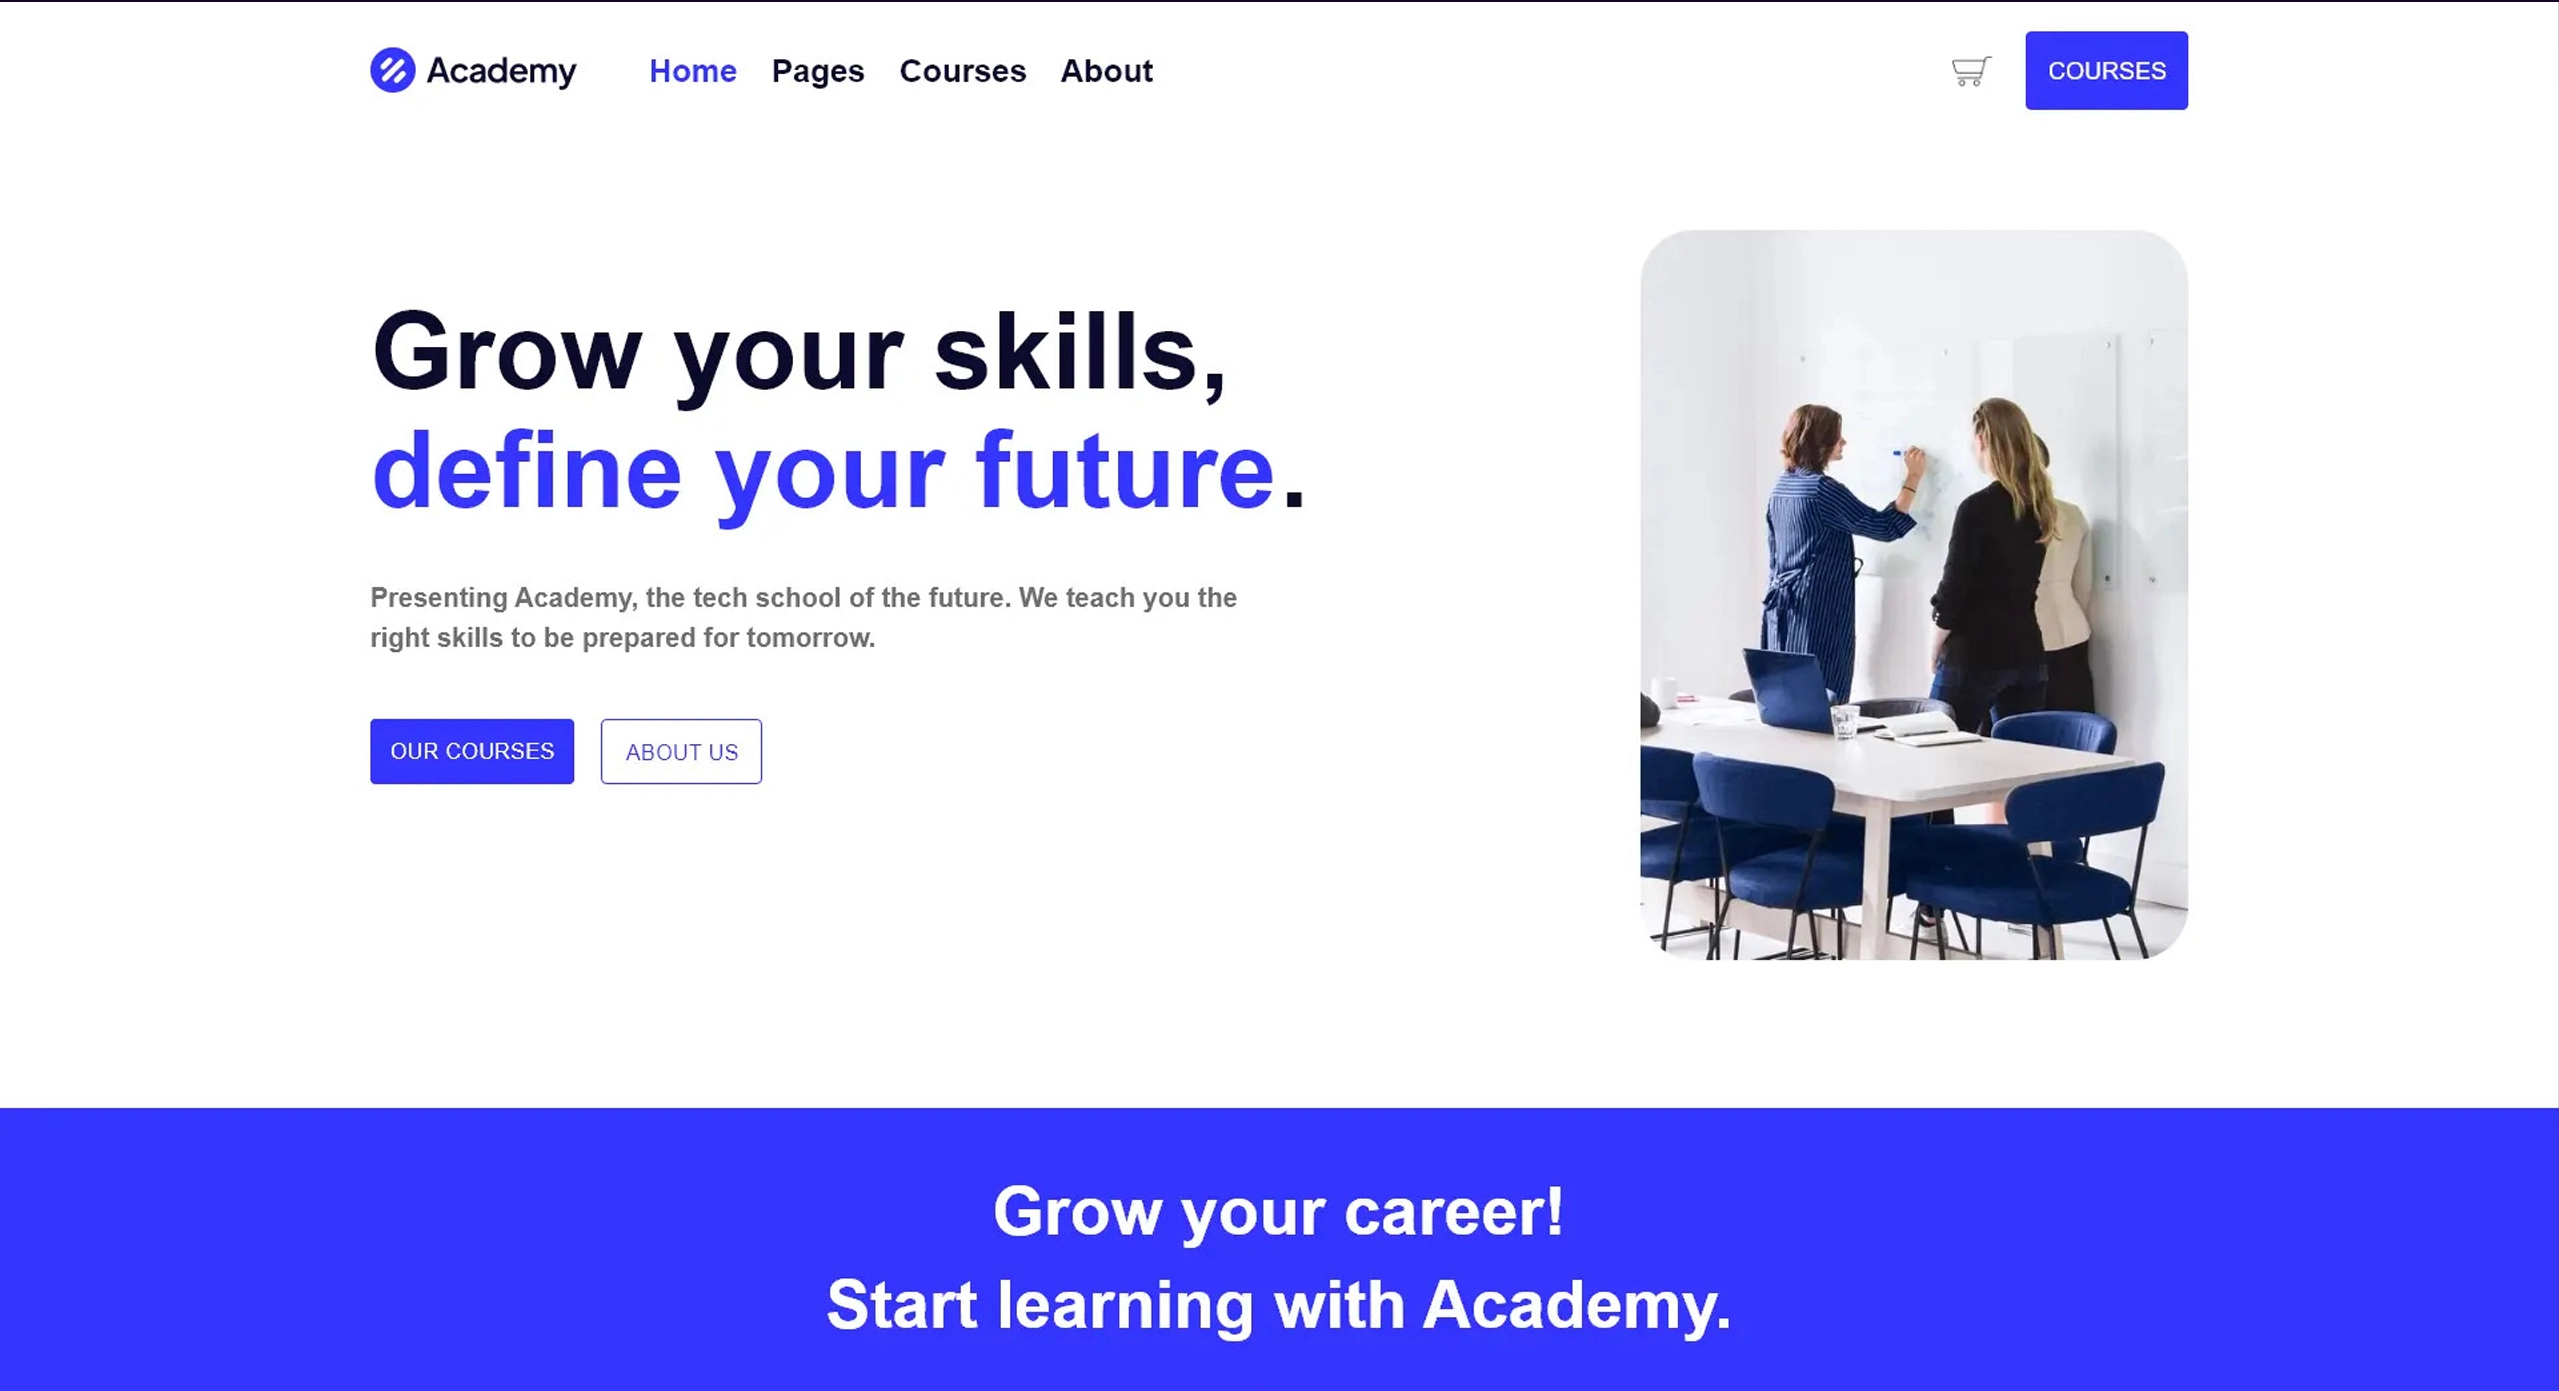 Academy Home Pages Courses About COURSES
Grow your skills,
define your future.
Presenting Academy, the tech school of the future. We teach you the
right skills to be prepared for tomorrow.
OUR COURSES ABOUT US
Grow your career!
Start learning with Academy.